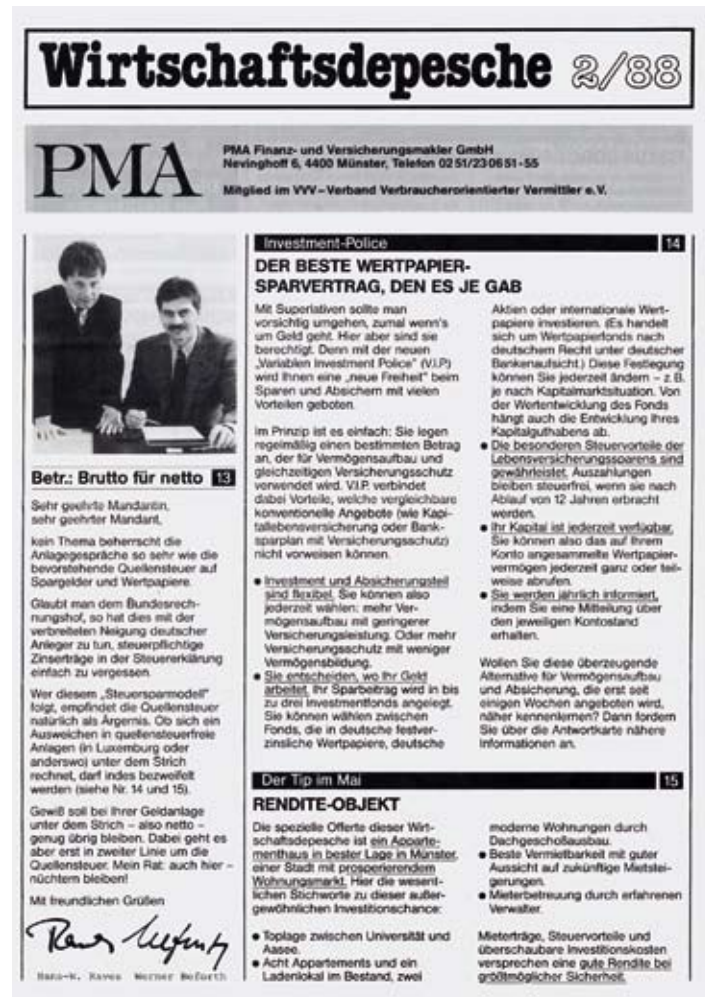 Wirtschaftsdepesche 2/88
PMA
PMA Finanz- und Versicherungsmakler GmbH
Nevinghoff 6, 4400 Münster, Telefon 02 51/23 06 51 - 55
Mitglied im VVV – Verband Verbraucherorientierter Vermittler e. V.
Betr.: Brutto für netto 13
Sehr geehrte Mandantin,
sehr geehrter Mandant,
kein Thema beherrscht die
Anlagegespräche so sehr wie die
bevorstehende Quellensteuer auf
Spargelder und Wertpapiere.
Glaubt man dem Bundesrech-
nungshof, so hat dies mit der
verbreiteten Neigung deutscher
Anleger zu tun, steuerpflichtige
Zinserträge in der Steuererklärung
einfach zu vergessen.
Wer diesem „Steuersparmodell"
folgt, empfindet die Quellensteuer
natürlich als Ärgernis. Ob sich ein
Ausweichen in quellensteuerfreie
Anlagen (in Luxemburg oder
anderswo) unter dem Strich
rechnet, darf indes bezweifelt
werden (siehe Nr. 14 und 15).
Gewiß soll bei Ihrer Geldanlage
unter dem Strich – also netto –
genug übrig bleiben. Dabei geht es
aber erst in zweiter Linie um die
Quellensteuer. Mein Rat: auch hier –
nüchtern bleiben!
Mit freundlichen Grüßen
Hans-W. Raves Werner Beforth
Investment-Police 14
DER BESTE WERTPAPIER-
SPARVERTRAG, DEN ES JE GAB
Mit Superlativen sollte man
vorsichtig umgehen, zumal wenn's
um Geld geht. Hier aber sind sie
berechtigt. Denn mit der neuen
„Variablen Investment Police" (V.I.P.)
wird Ihnen eine „neue Freiheit" beim
Sparen und Absichern mit vielen
Vorteilen geboten.
Im Prinzip ist es einfach: Sie legen
regelmäßig einen bestimmten Betrag
an, der für Vermögensaufbau und
gleichzeitigen Versicherungsschutz
verwendet wird. V.I.P. verbindet
dabei Vorteile, welche vergleichbare
konventionelle Angebote (wie Kapi-
tallebensversicherung oder Bank-
sparplan mit Versicherungsschutz)
nicht vorweisen können.
● Investment und Absicherungsteil
sind flexibel. Sie können also
jederzeit wählen: mehr Ver-
mögensaufbau mit geringerer
Versicherungsleistung. Oder mehr
Versicherungsschutz mit weniger
Vermögensbildung.
● Sie entscheiden, wo Ihr Geld
arbeitet. Ihr Sparbeitrag wird in bis
zu drei Investmentfonds angelegt.
Sie können wählen zwischen
Fonds, die in deutsche festver-
zinsliche Wertpapiere, deutsche
Aktien oder internationale Wert-
papiere investieren. (Es handelt
sich um Wertpapierfonds nach
deutschem Recht unter deutscher
Bankenaufsicht.) Diese Festlegung
können Sie jederzeit ändern – z. B.
je nach Kapitalmarktsituation. Von
der Wertentwicklung des Fonds
hängt auch die Entwicklung Ihres
Kapitalguthabens ab.
● Die besonderen Steuervorteile der
Lebensversicherungssparens sind
gewährleistet. Auszahlungen
bleiben steuerfrei, wenn sie nach
Ablauf von 12 Jahren erbracht
werden.
● Ihr Kapital ist jederzeit verfügbar.
Sie können also das auf Ihrem
Konto angesammelte Wertpapier-
vermögen jederzeit ganz oder teil-
weise abrufen.
● Sie werden jährlich informiert,
indem Sie eine Mitteilung über
den jeweiligen Kontostand
erhalten.
Wollen Sie diese überzeugende
Alternative für Vermögensaufbau
und Absicherung, die erst seit
einigen Wochen angeboten wird,
näher kennenlernen? Dann fordern
Sie über die Antwortkarte nähere
Informationen an.
Der Tip im Mai 15
RENDITE-OBJEKT
Die spezielle Offerte dieser Wirt-
schaftsdepesche ist ein Apparte-
menthaus in bester Lage in Münster,
einer Stadt mit prosperierendem
Wohnungsmarkt. Hier die wesent-
lichen Stichworte zu dieser außer-
gewöhnlichen Investitionschance:
● Toplage zwischen Universität und
Aasee.
● Acht Appartements und ein
Ladenlokal im Bestand, zwei
moderne Wohnungen durch
Dachgeschoßausbau.
● Beste Vermietbarkeit mit guter
Aussicht auf zukünftige Mietstei-
gerungen.
● Mieterbetreuung durch erfahrenen
Verwalter.
Mieterträge, Steuervorteile und
überschaubare Investitionskosten
versprechen eine gute Rendite bei
größtmöglicher Sicherheit.